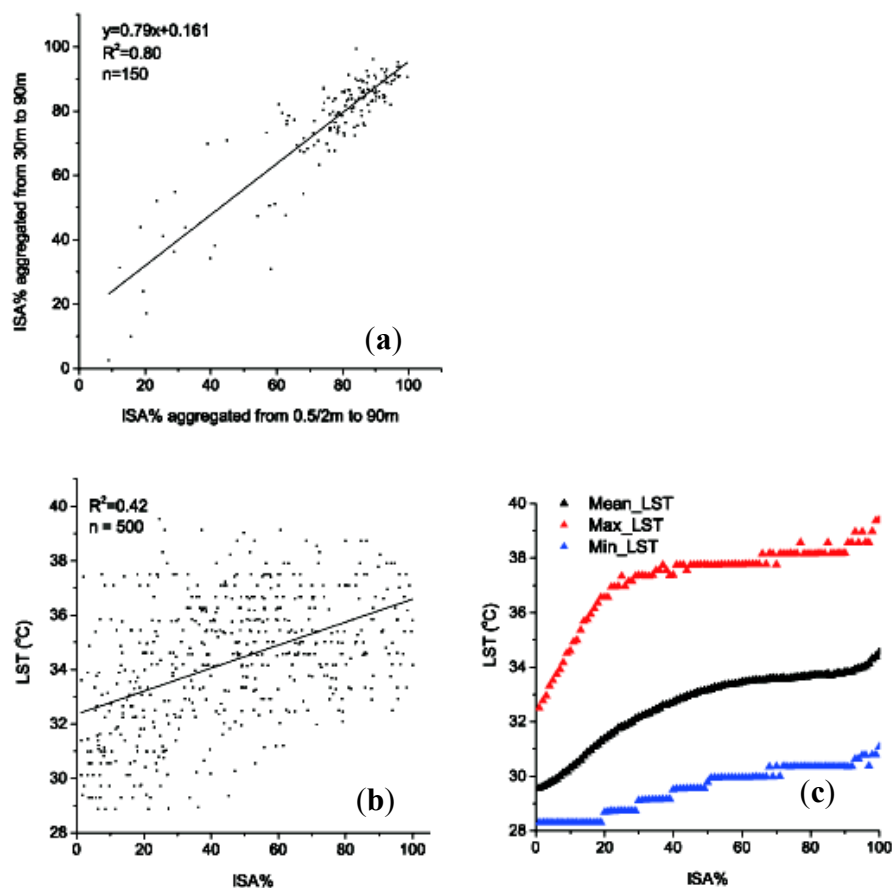 y=0.79x+0.161
R²=0.80
n=150
100
80
60
40
20
0
ISA% aggregated from 30m to 90m
(a)
0 20 40 60 80 100
ISA% aggregated from 0.5/2m to 90m
R²=0.42
n = 500
40
38
36
34
32
30
28
LST (°C)
(b)
0 20 40 60 80 100
ISA%
Mean_LST
Max_LST
Min_LST
40
38
36
34
32
30
28
LST (°C)
(c)
0 20 40 60 80 100
ISA%